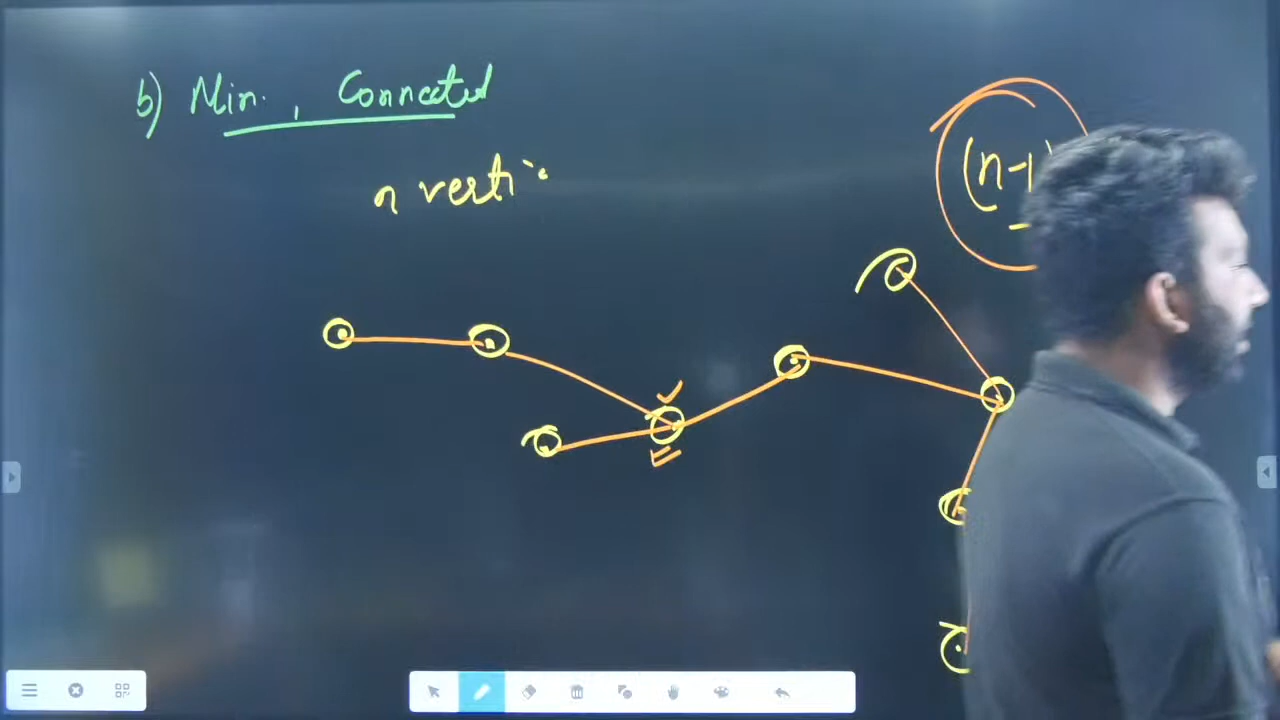 b) Min. , Connected
n verti
(n-1)